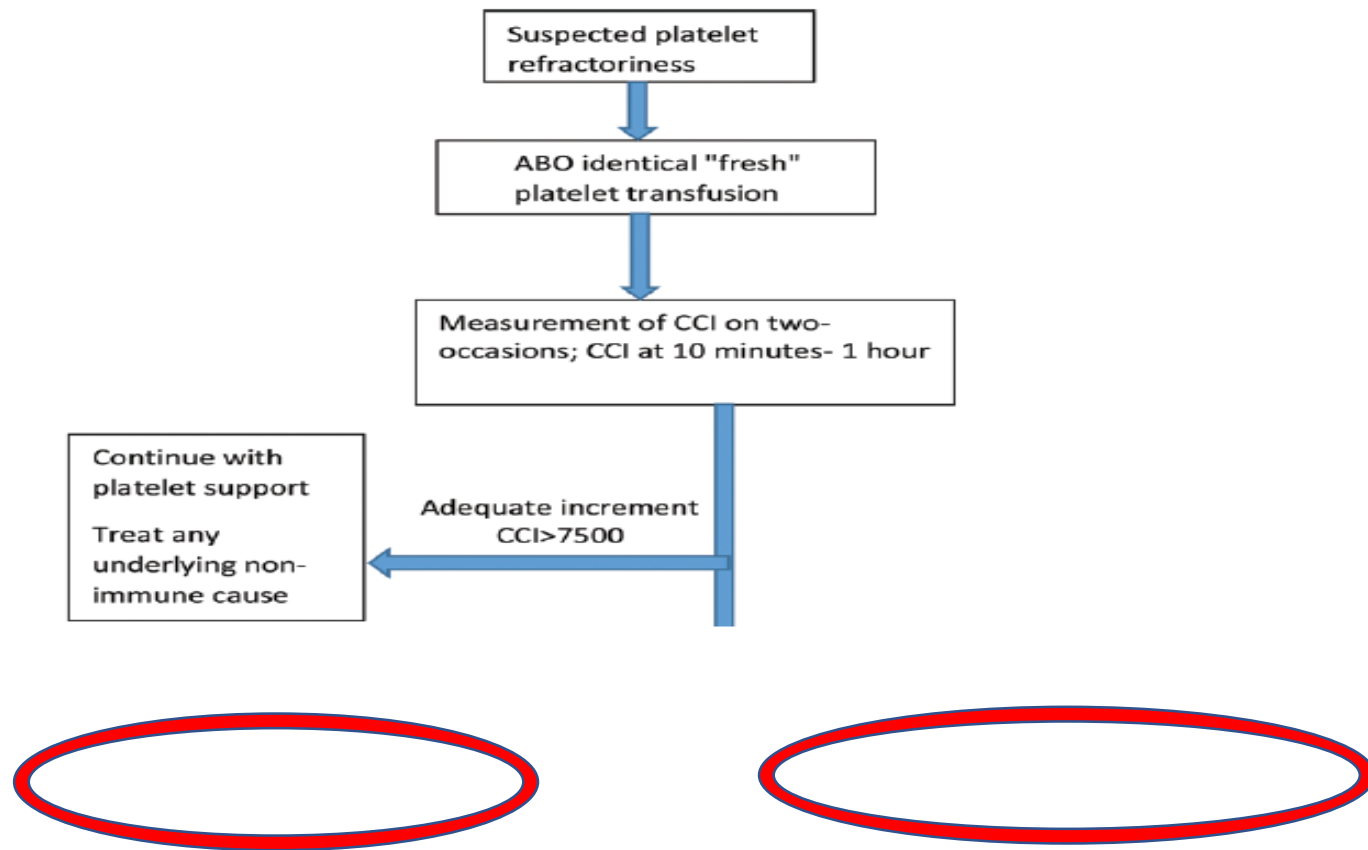 Suspected platelet
refractoriness
ABO identical "fresh"
platelet transfusion
Measurement of CCI on two-
occasions; CCI at 10 minutes- 1 hour
Continue with
platelet support
Treat any
underlying non-
immune cause
Adequate increment
CCI>7500